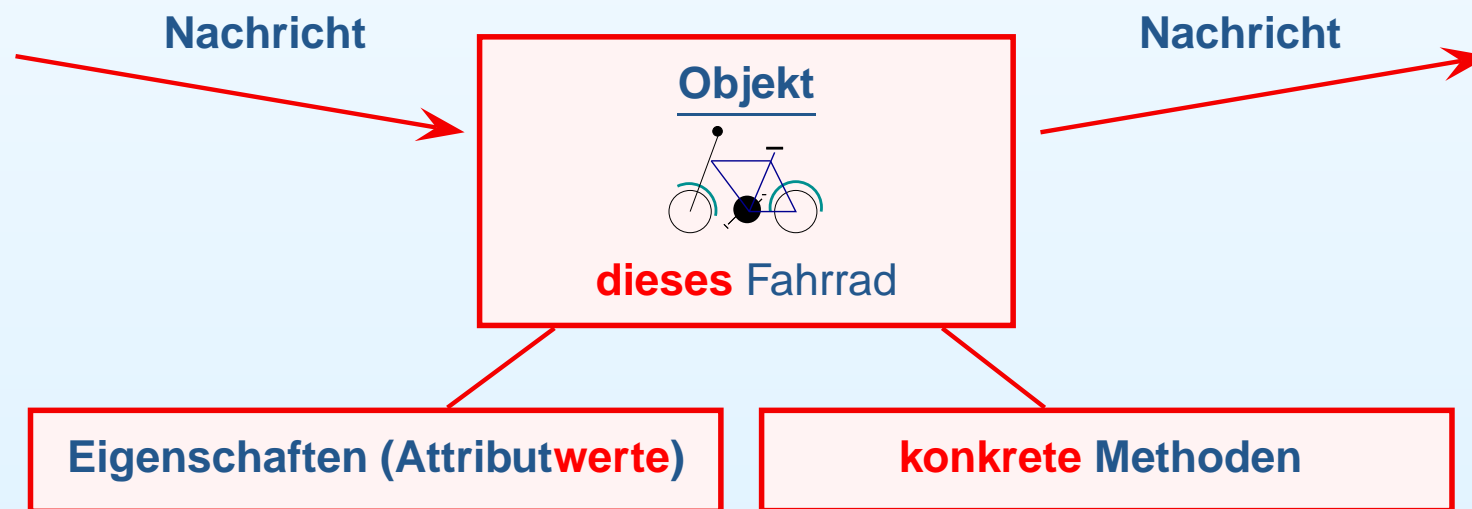 Nachricht
Nachricht
Objekt
dieses Fahrrad
Eigenschaften (Attributwerte)
konkrete Methoden